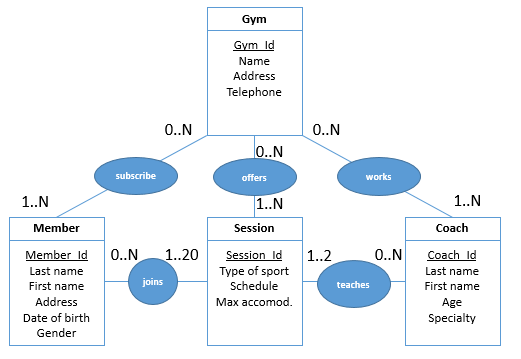 Gym
Gym_Id
Name
Address
Telephone
0..N
0..N
0..N
subscribe
offers
works
1..N
1..N
1..N
Member
Member_Id
Last name
First name
Address
Date of birth
Gender
0..N
joins
1..20
Session
Session_Id
Type of sport
Schedule
Max accomod.
1..2
teaches
0..N
Coach
Coach_Id
Last name
First name
Age
Specialty